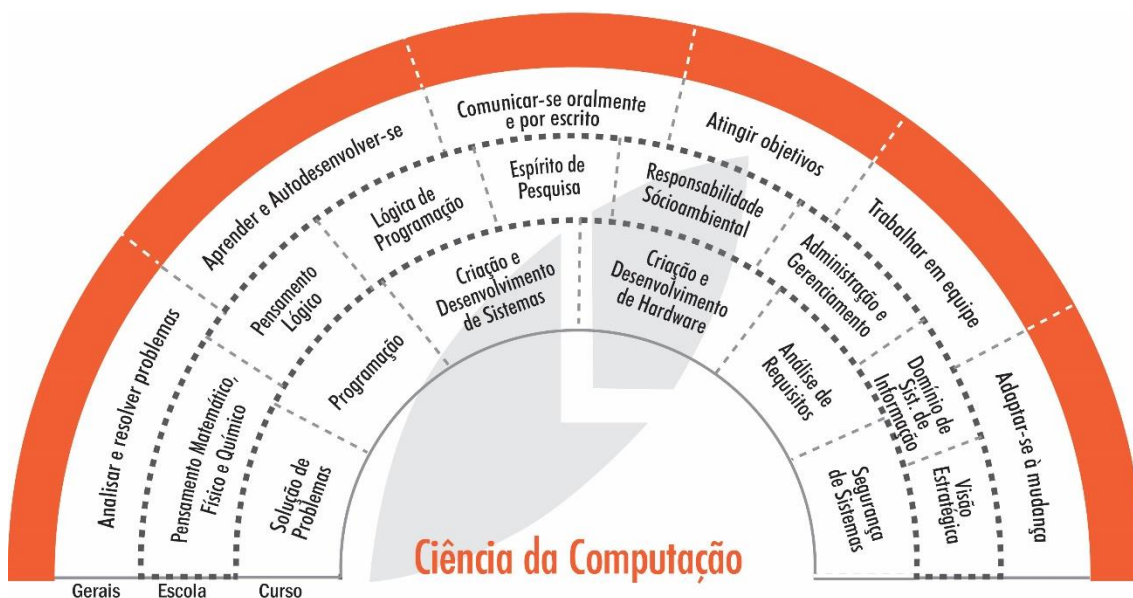 Analisar e resolver problemas
Aprender e Autodesenvolver-se
Comunicar-se oralmente
e por escrito
Atingir objetivos
Trabalhar em equipe
Adaptar-se à mudança
Pensamento Matemático,
Físico e Químico
Pensamento
Lógico
Lógica de
Programação
Espírito de
Pesquisa
Responsabilidade
Sócioambiental
Administração e
Gerenciamento
Domínio de
Sist. de
Informação
Visão
Estratégica
Solução de
Problemas
Programação
Criação e
Desenvolvimento
de Sistemas
Criação e
Desenvolvimento
de Hardware
Análise de
Requisitos
Segurança
de Sistemas
Ciência da Computação
Gerais Escola Curso